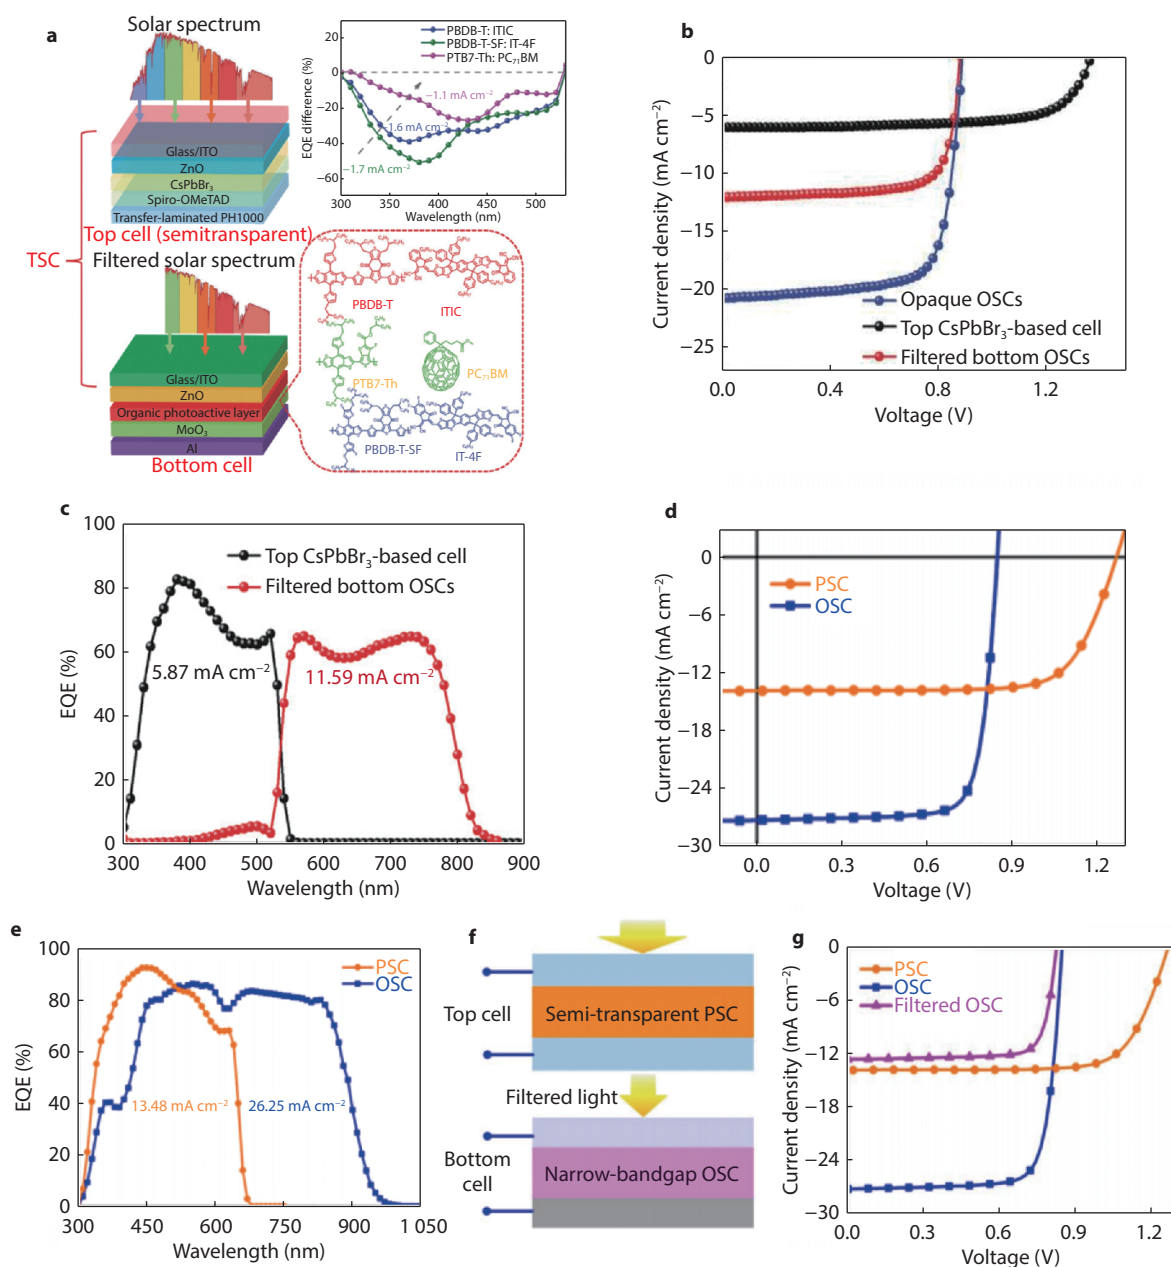 a
Solar spectrum
Glass/ITO
ZnO
CsPbBr₃
Spiro-OMeTAD
Transfer-laminated PH1000
Top cell (semitransparent)
TSC
Filtered solar spectrum
Glass/ITO
ZnO
Organic photoactive layer
MoO₃
Al
Bottom cell
20
0
−20
−40
−60
EQE difference (%)
PBDB-T: ITIC
PBDB-T-SF: IT-4F
PTB7-Th: PC₇₁BM
−1.1 mA cm⁻²
−1.6 mA cm⁻²
−1.7 mA cm⁻²
300
350
400
450
500
Wavelength (nm)
PBDB-T
ITIC
PTB7-Th
PC₇₁BM
PBDB-T-SF
IT-4F
b
0
−5
−10
−15
−20
−25
Current density (mA cm⁻²)
Opaque OSCs
Top CsPbBr₃-based cell
Filtered bottom OSCs
0.0
0.4
0.8
1.2
Voltage (V)
c
100
80
60
40
20
0
EQE (%)
Top CsPbBr₃-based cell
Filtered bottom OSCs
5.87 mA cm⁻²
11.59 mA cm⁻²
300
400
500
600
700
800
900
Wavelength (nm)
d
0
−6
−12
−18
−24
−30
Current density (mA cm⁻²)
PSC
OSC
0.0
0.3
0.6
0.9
1.2
Voltage (V)
e
100
80
60
40
20
0
EQE (%)
PSC
OSC
13.48 mA cm⁻²
26.25 mA cm⁻²
300
450
600
750
900
1050
Wavelength (nm)
f
Top cell
Semi-transparent PSC
Filtered light
Bottom
cell
Narrow-bandgap OSC
g
0
−6
−12
−18
−24
−30
Current density (mA cm⁻²)
PSC
OSC
Filtered OSC
0.0
0.3
0.6
0.9
1.2
Voltage (V)